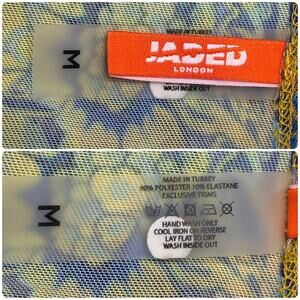 MADE IN TURKEY
JADED
LONDON
WASH INSIDE OUT
M
MADE IN TURKEY
90% POLYESTER 10% ELASTANE
EXCLUSIVE TRIMS
HAND WASH ONLY
COOL IRON ON REVERSE
LAY FLAT TO DRY
WASH INSIDE OUT
M